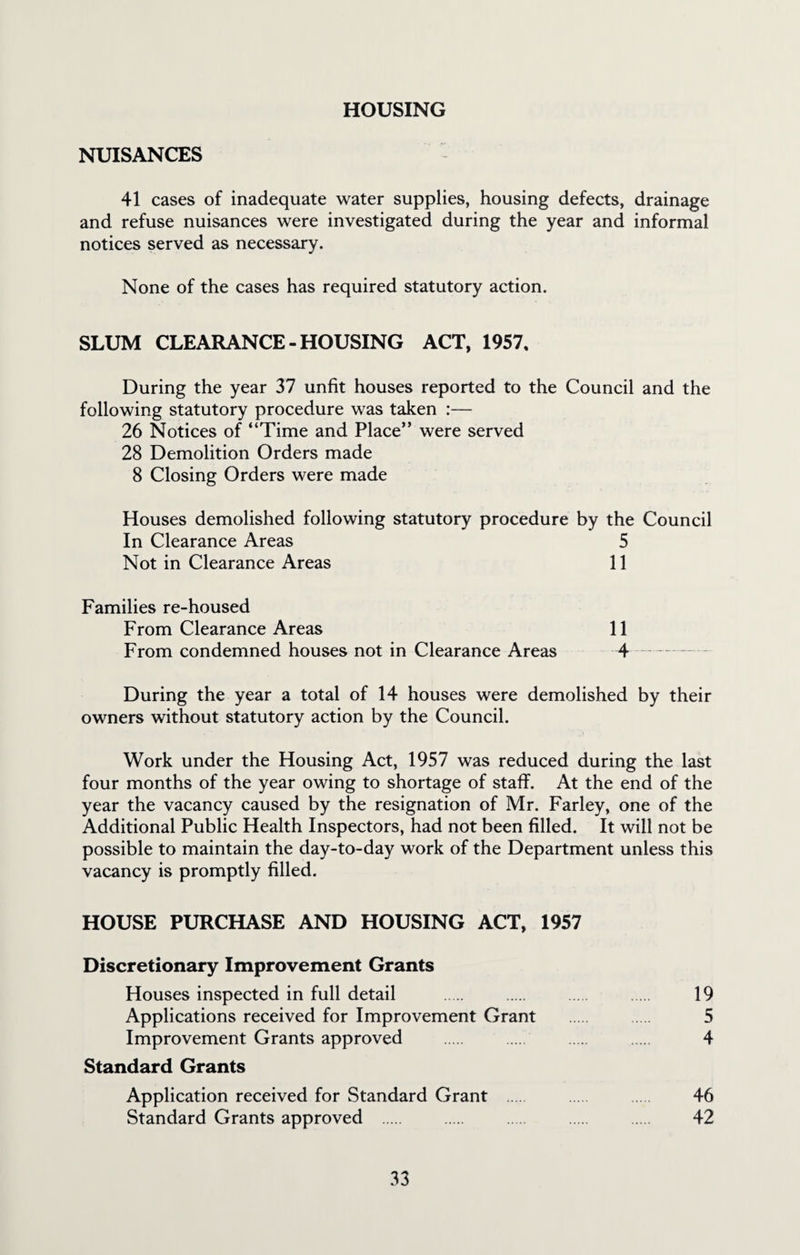 HOUSING
NUISANCES
41 cases of inadequate water supplies, housing defects, drainage
and refuse nuisances were investigated during the year and informal
notices served as necessary.
None of the cases has required statutory action.
SLUM CLEARANCE-HOUSING ACT, 1957.
During the year 37 unfit houses reported to the Council and the
following statutory procedure was taken :—
26 Notices of “Time and Place” were served
28 Demolition Orders made
8 Closing Orders were made
Houses demolished following statutory procedure by the Council
In Clearance Areas 5
Not in Clearance Areas 11
Families re-housed
From Clearance Areas 11
From condemned houses not in Clearance Areas 4
During the year a total of 14 houses were demolished by their
owners without statutory action by the Council.
Work under the Housing Act, 1957 was reduced during the last
four months of the year owing to shortage of staff. At the end of the
year the vacancy caused by the resignation of Mr. Farley, one of the
Additional Public Health Inspectors, had not been filled. It will not be
possible to maintain the day-to-day work of the Department unless this
vacancy is promptly filled.
HOUSE PURCHASE AND HOUSING ACT, 1957
Discretionary Improvement Grants
Houses inspected in full detail ..... ..... ..... ..... 19
Applications received for Improvement Grant ..... ..... 5
Improvement Grants approved ..... ..... ..... ..... 4
Standard Grants
Application received for Standard Grant ..... ..... ..... 46
Standard Grants approved ..... ..... ..... ..... ..... 42
33